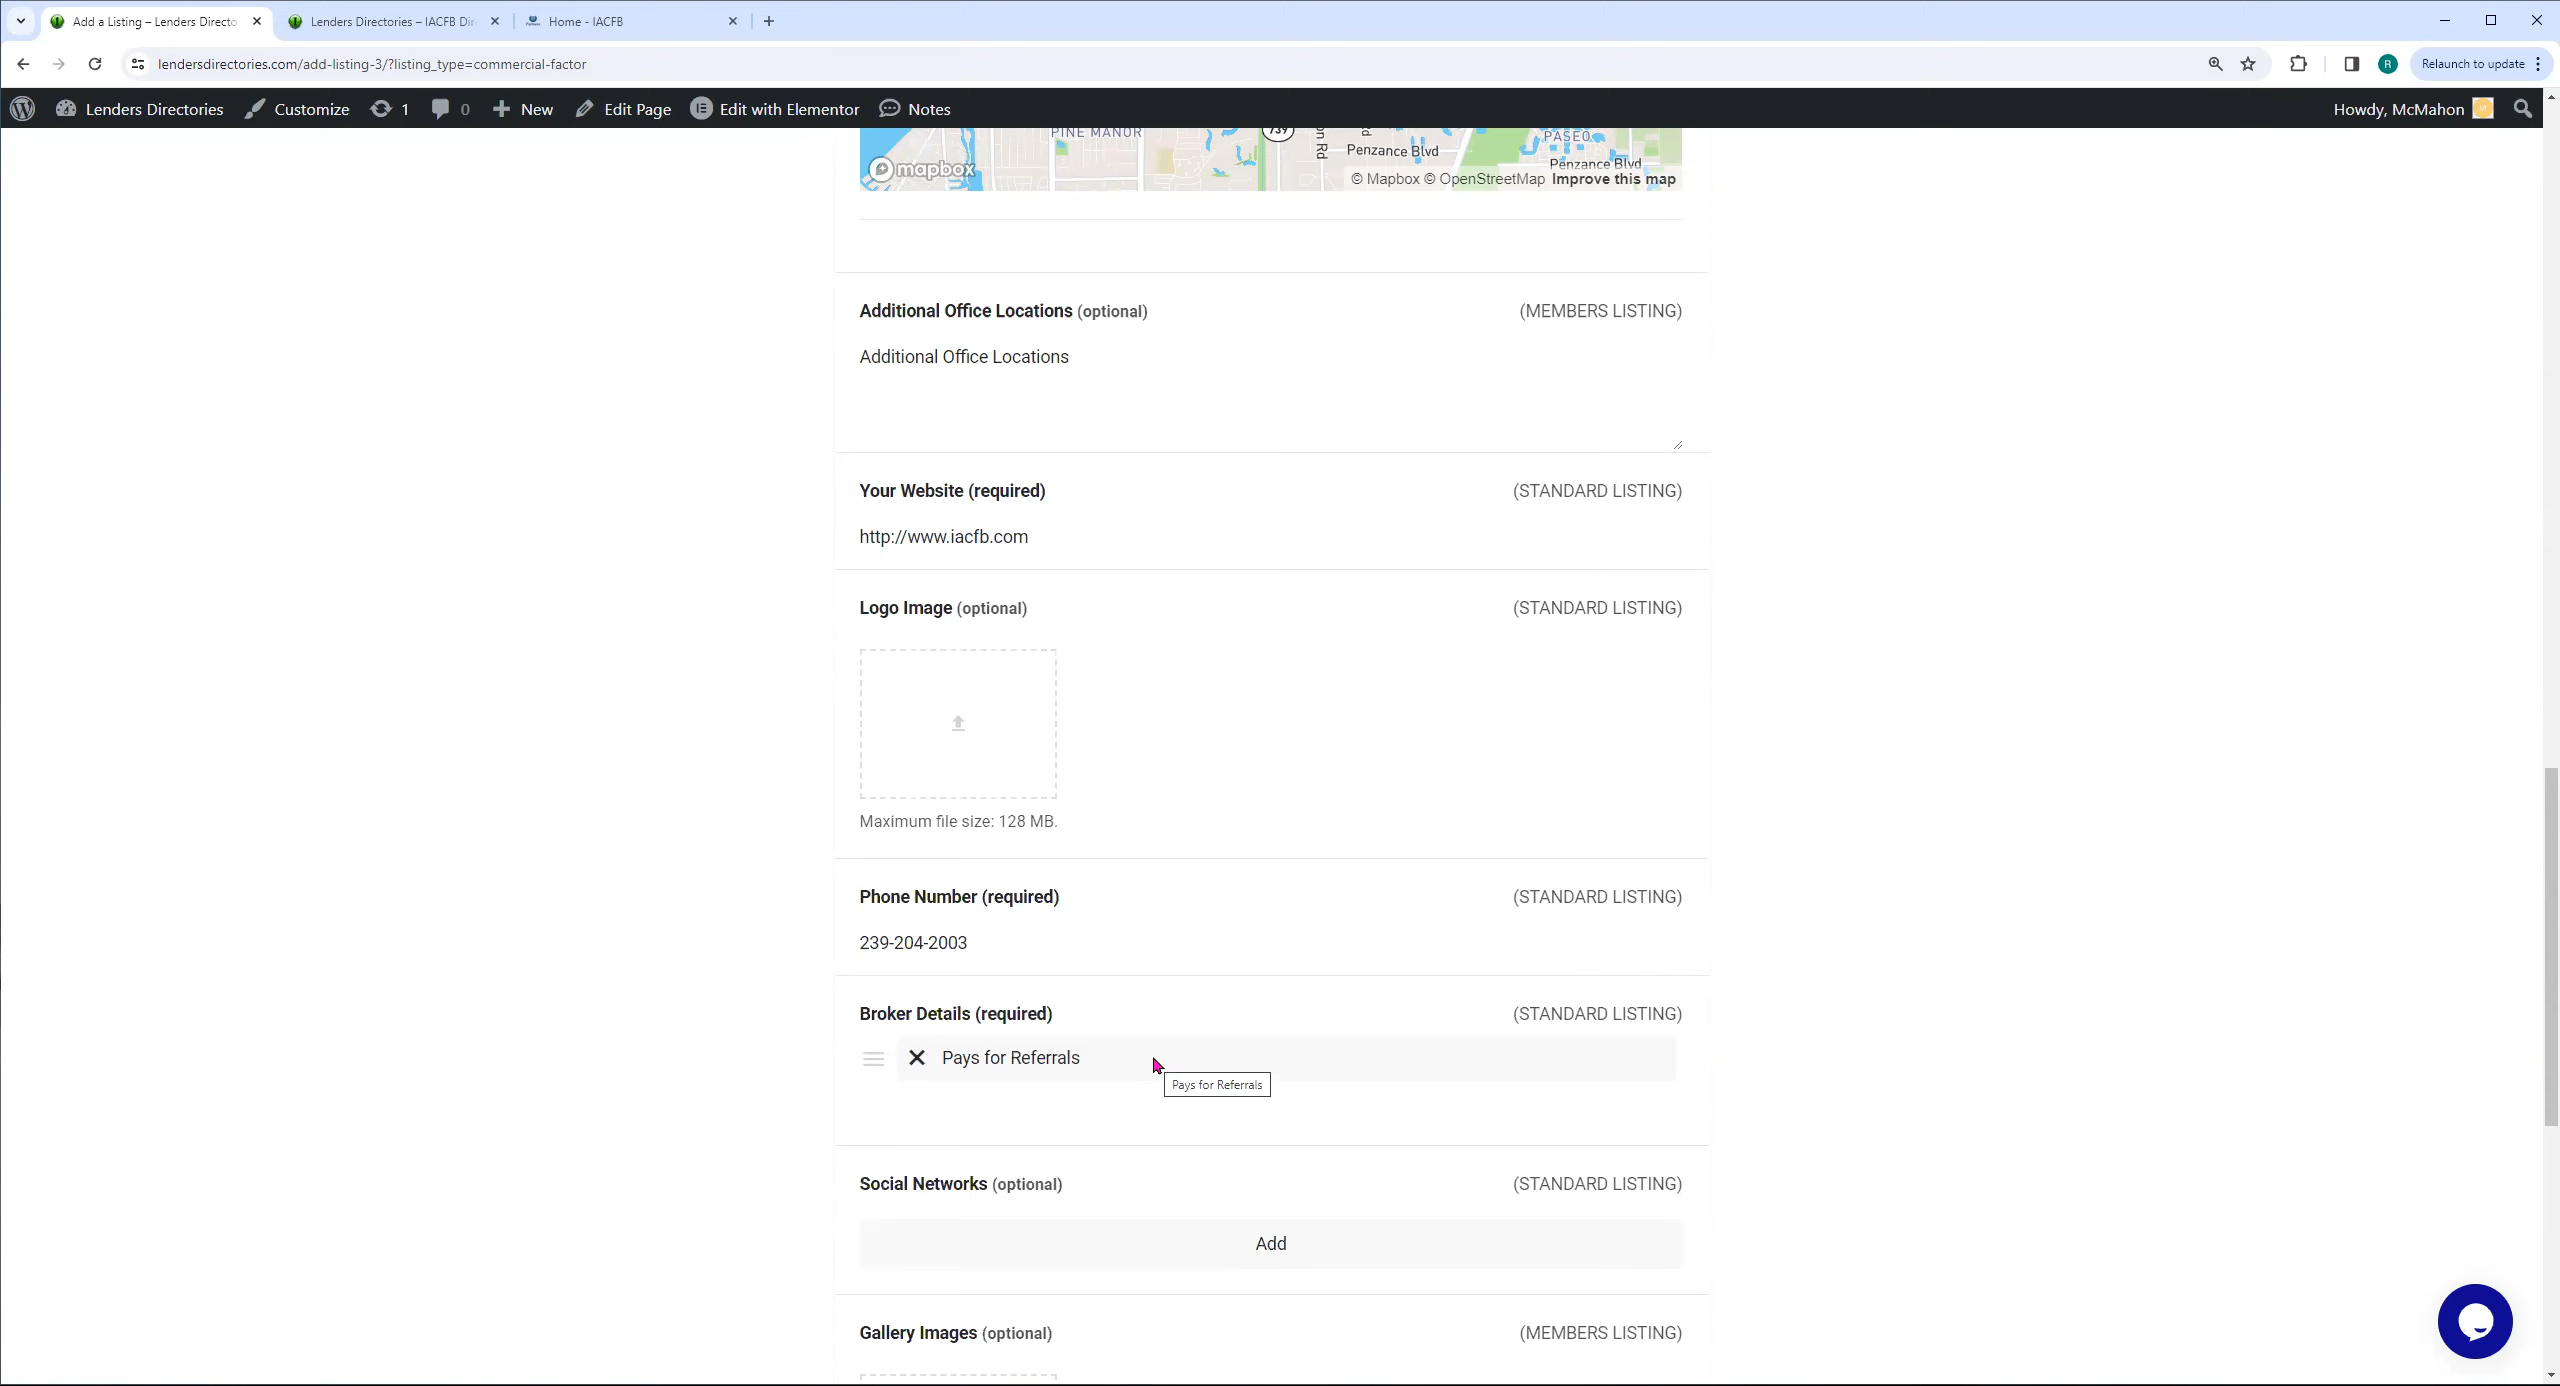 Add a Listing – Lenders Directo
Lenders Directories – IACFB Dir
Home - IACFB
lendersdirectories.com/add-listing-3/?listing_type=commercial-factor
R
Relaunch to update
Lenders Directories
Customize
1
0
New
Edit Page
Edit with Elementor
Notes
Howdy, McMahon
PINE MANOR
739
on Rd
Penzance Blvd
PASEO
Penzance Blvd
mapbox
© Mapbox © OpenStreetMap Improve this map
Additional Office Locations (optional)
(MEMBERS LISTING)
Additional Office Locations
Your Website (required)
(STANDARD LISTING)
http://www.iacfb.com
Logo Image (optional)
(STANDARD LISTING)
Maximum file size: 128 MB.
Phone Number (required)
(STANDARD LISTING)
239-204-2003
Broker Details (required)
(STANDARD LISTING)
Pays for Referrals
Pays for Referrals
Social Networks (optional)
(STANDARD LISTING)
Add
Gallery Images (optional)
(MEMBERS LISTING)